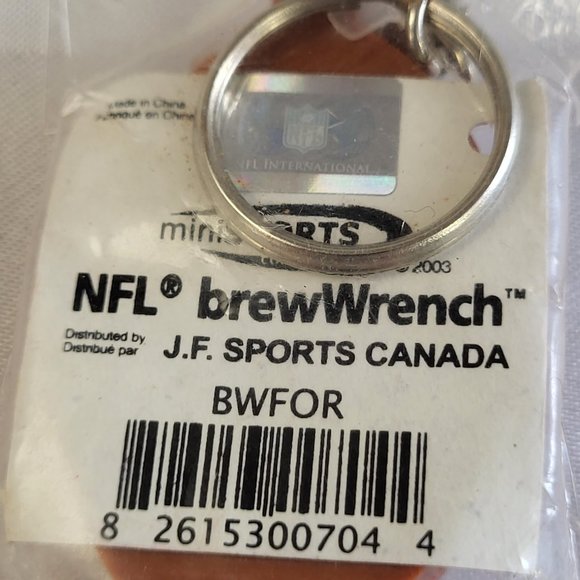 Made in China
Fabriqué en Chine
NFL
NFL INTERNATIONAL
©2003
NFL® brewWrench™
Distributed by
Distribué par
J.F. SPORTS CANADA
BWFOR
8 2615300704 4